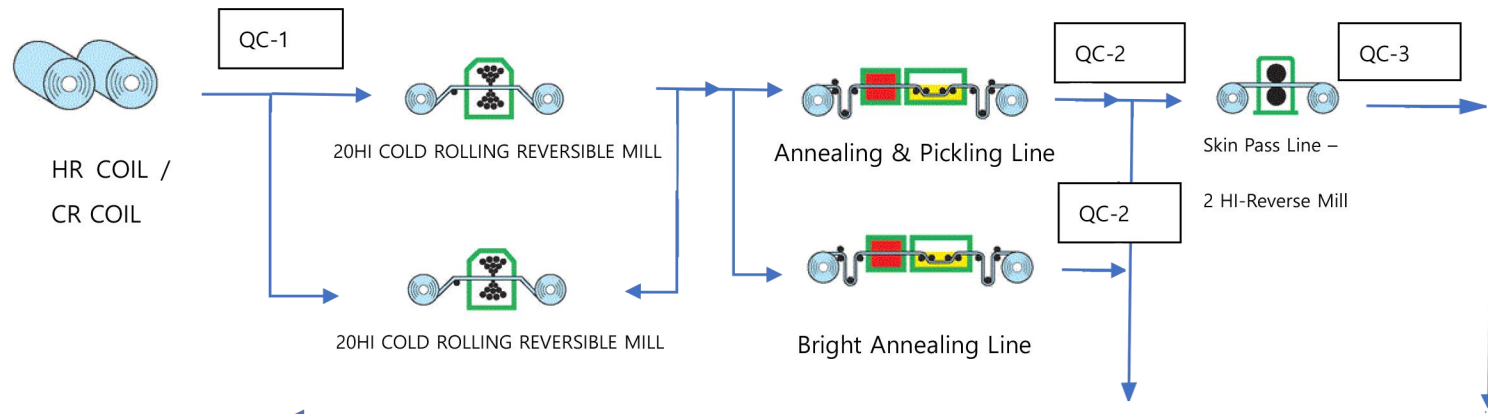 QC-1
QC-2
QC-3
20HI COLD ROLLING REVERSIBLE MILL
Annealing & Pickling Line
Skin Pass Line –
2 HI-Reverse Mill
HR COIL /
CR COIL
QC-2
20HI COLD ROLLING REVERSIBLE MILL
Bright Annealing Line